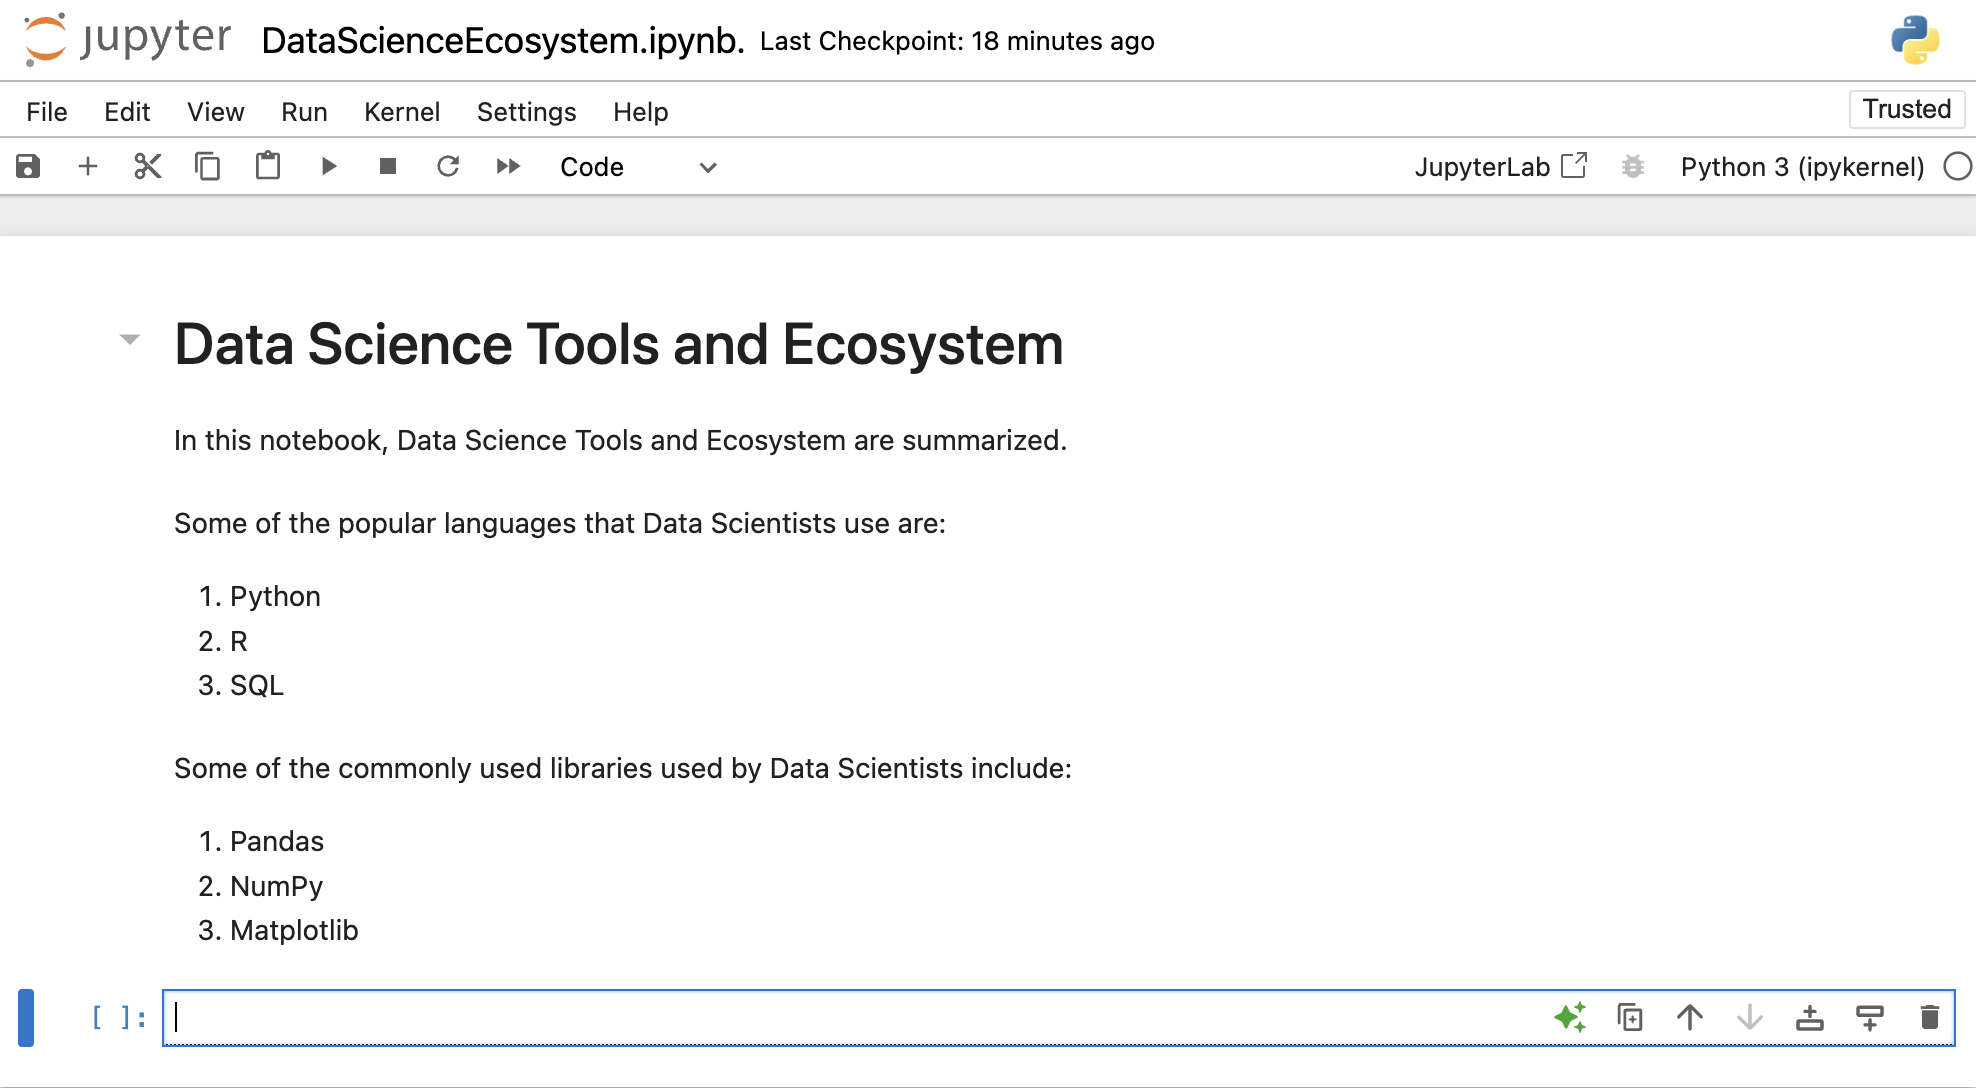 jupyter DataScienceEcosystem.ipynb. Last Checkpoint: 18 minutes ago
File Edit View Run Kernel Settings Help Trusted
Code JupyterLab Python 3 (ipykernel)
Data Science Tools and Ecosystem
In this notebook, Data Science Tools and Ecosystem are summarized.
Some of the popular languages that Data Scientists use are:
1. Python
2. R
3. SQL
Some of the commonly used libraries used by Data Scientists include:
1. Pandas
2. NumPy
3. Matplotlib
[ ]: